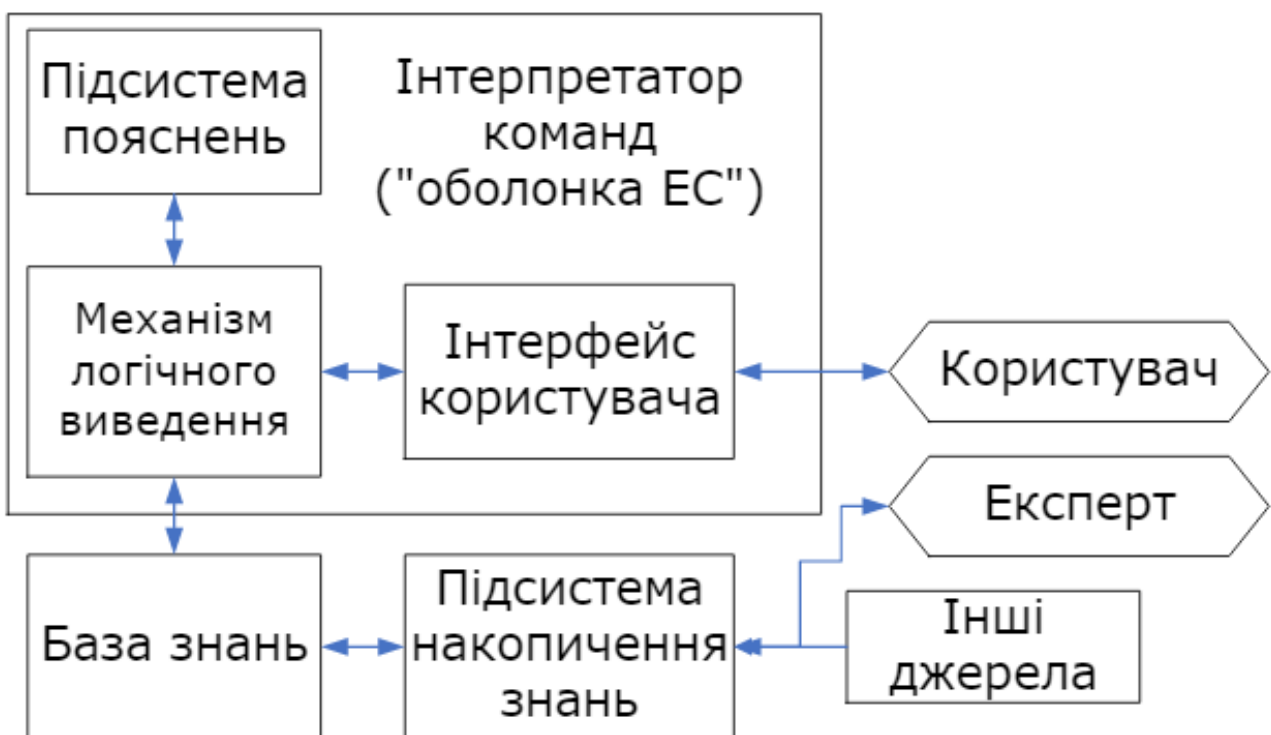 Підсистема
пояснень
Інтерпретатор
команд
("оболонка ЕС")
Механізм
логічного
виведення
Інтерфейс
користувача
Користувач
Експерт
База знань
Підсистема
накопичення
знань
Інші
джерела